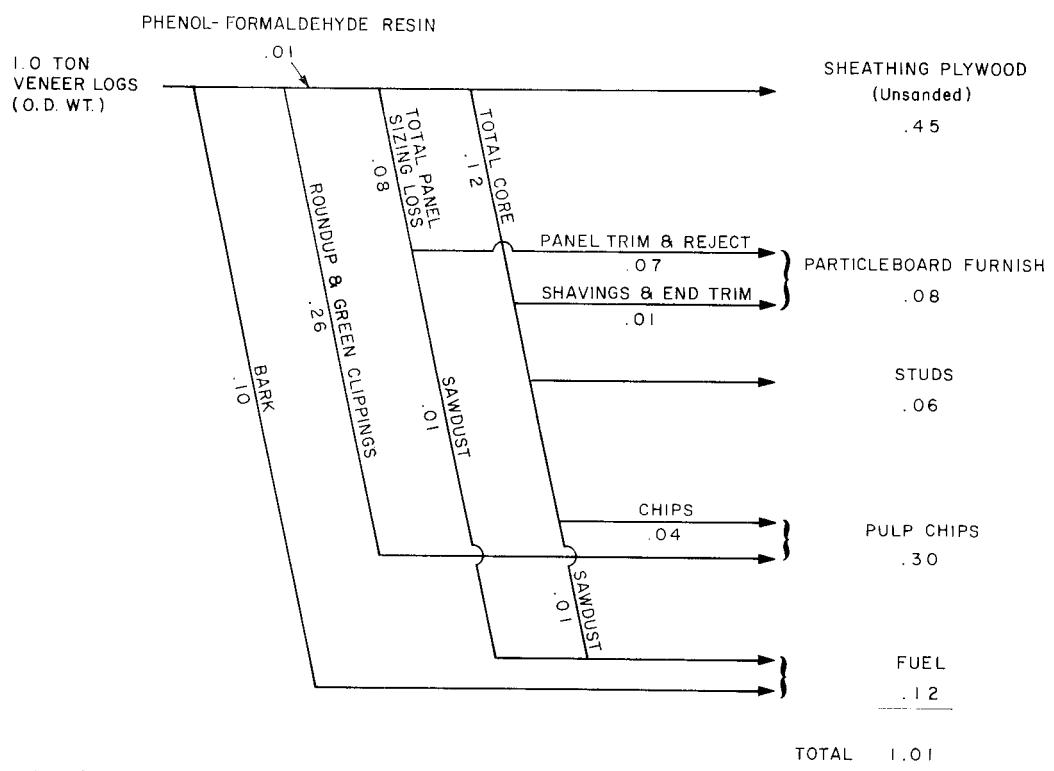 PHENOL-FORMALDEHYDE RESIN
.01
1.0 TON
VENEER LOGS
(O.D. WT.)
SHEATHING PLYWOOD
(Unsanded)
.45
TOTAL PANEL
SIZING LOSS
.08
TOTAL CORE
.12
ROUNDUP & GREEN CLIPPINGS
.26
BARK
.10
PANEL TRIM & REJECT
.07
SHAVINGS & END TRIM
.01
PARTICLEBOARD FURNISH
.08
STUDS
.06
SAWDUST
.01
CHIPS
.04
PULP CHIPS
.30
SAWDUST
.01
FUEL
.12
TOTAL 1.01